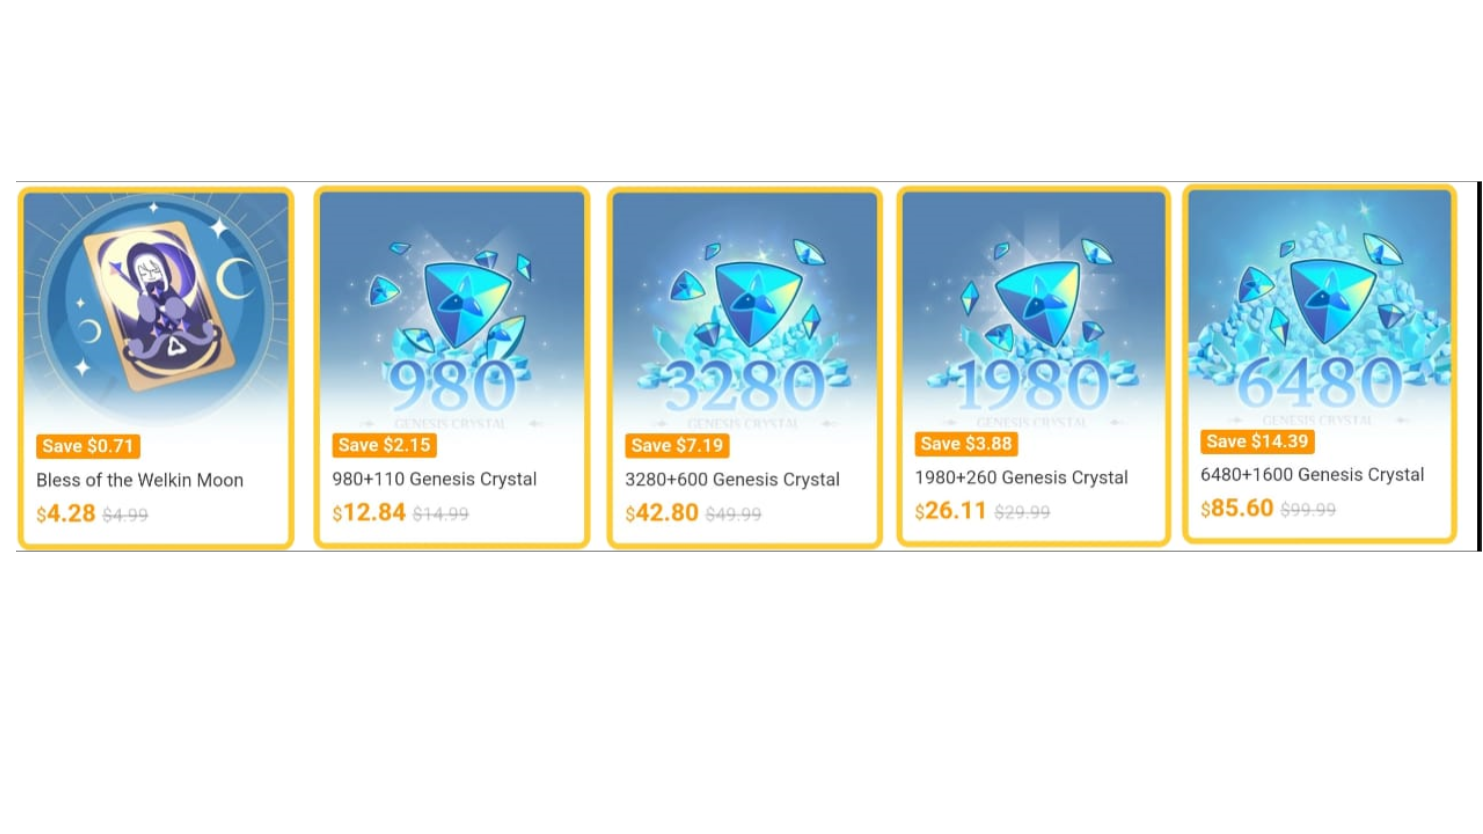 Save $0.71
Bless of the Welkin Moon
$4.28 $4.99
980
GENESIS CRYSTAL
Save $2.15
980+110 Genesis Crystal
$12.84 $14.99
3280
GENESIS CRYSTAL
Save $7.19
3280+600 Genesis Crystal
$42.80 $49.99
1980
GENESIS CRYSTAL
Save $3.88
1980+260 Genesis Crystal
$26.11 $29.99
6480
GENESIS CRYSTAL
Save $14.39
6480+1600 Genesis Crystal
$85.60 $99.99